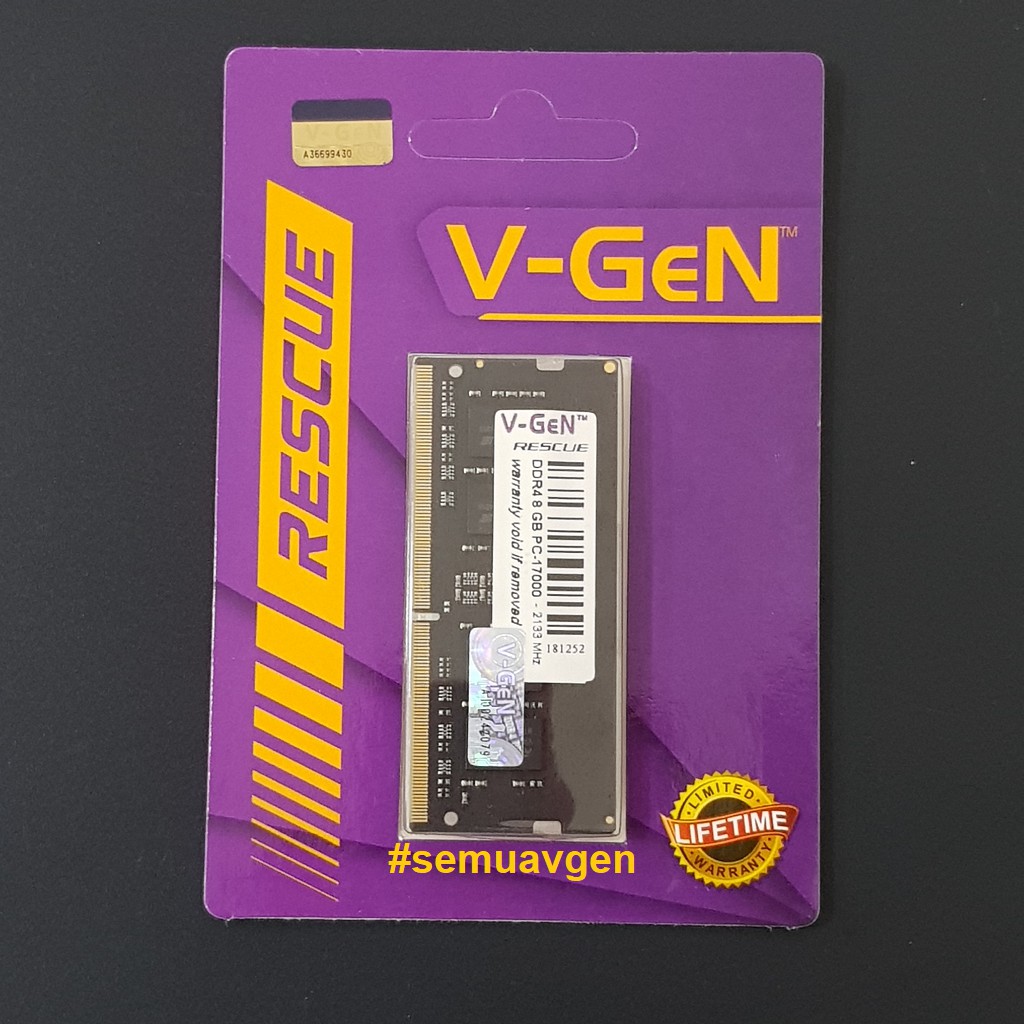 V-GeN
A36699430
V-GeN™
RESCUE
V-GeN™
RESCUE
DDR4 8 GB PC-17000 - 2133 MHz
warranty void if removed
181252
V-GeN
#semuavgen
LIMITED
LIFETIME
WARRANTY